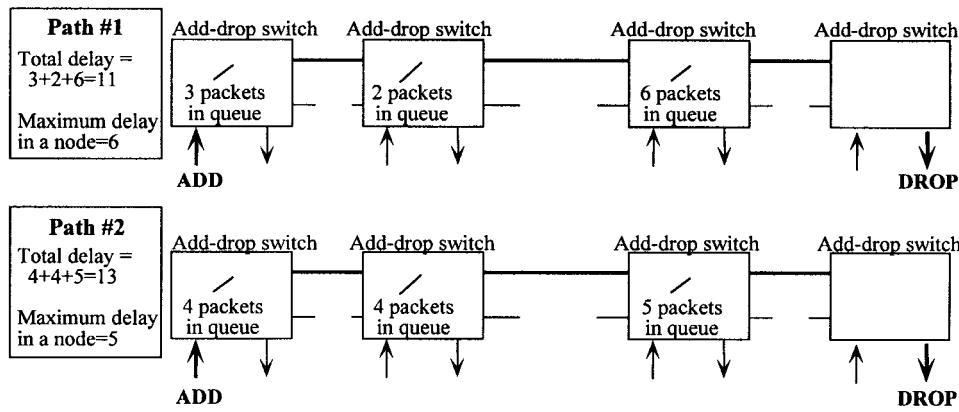 Path #1
Total delay =
3+2+6=11
Maximum delay
in a node=6
Add-drop switch
Add-drop switch
Add-drop switch
Add-drop switch
3 packets
in queue
2 packets
in queue
6 packets
in queue
ADD
DROP
Path #2
Total delay =
4+4+5=13
Maximum delay
in a node=5
Add-drop switch
Add-drop switch
Add-drop switch
Add-drop switch
4 packets
in queue
4 packets
in queue
5 packets
in queue
ADD
DROP